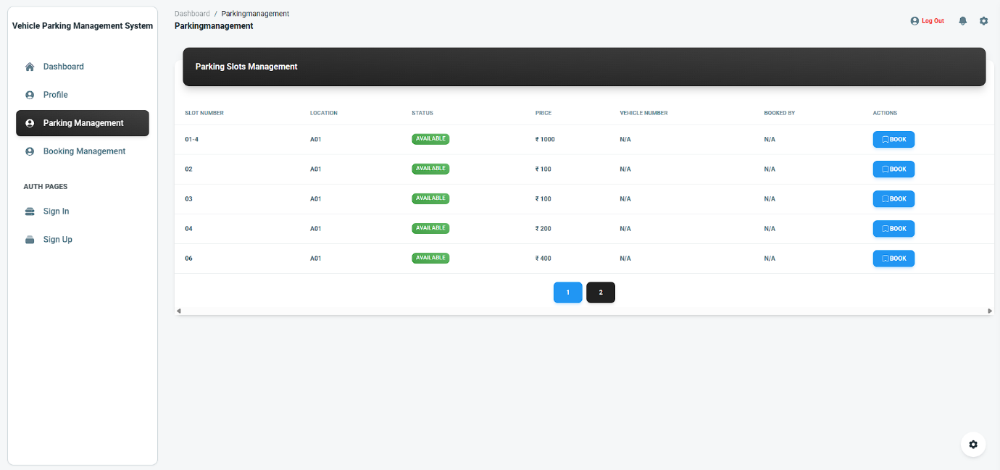 Vehicle Parking Management System
Dashboard
Profile
Parking Management
Booking Management
AUTH PAGES
Sign In
Sign Up
Dashboard / Parkingmanagement
Parkingmanagement
Log Out
Parking Slots Management
SLOT NUMBER LOCATION STATUS PRICE VEHICLE NUMBER BOOKED BY ACTIONS
01-4 A01 AVAILABLE ₹ 1000 N/A N/A BOOK
02 A01 AVAILABLE ₹ 100 N/A N/A BOOK
03 A01 AVAILABLE ₹ 100 N/A N/A BOOK
04 A01 AVAILABLE ₹ 200 N/A N/A BOOK
06 A01 AVAILABLE ₹ 400 N/A N/A BOOK
1 2